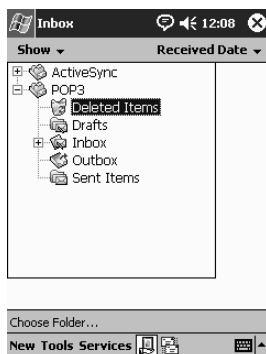 Inbox 12:08
Show Received Date
ActiveSync
POP3
Deleted Items
Drafts
Inbox
Outbox
Sent Items
Choose Folder...
New Tools Services